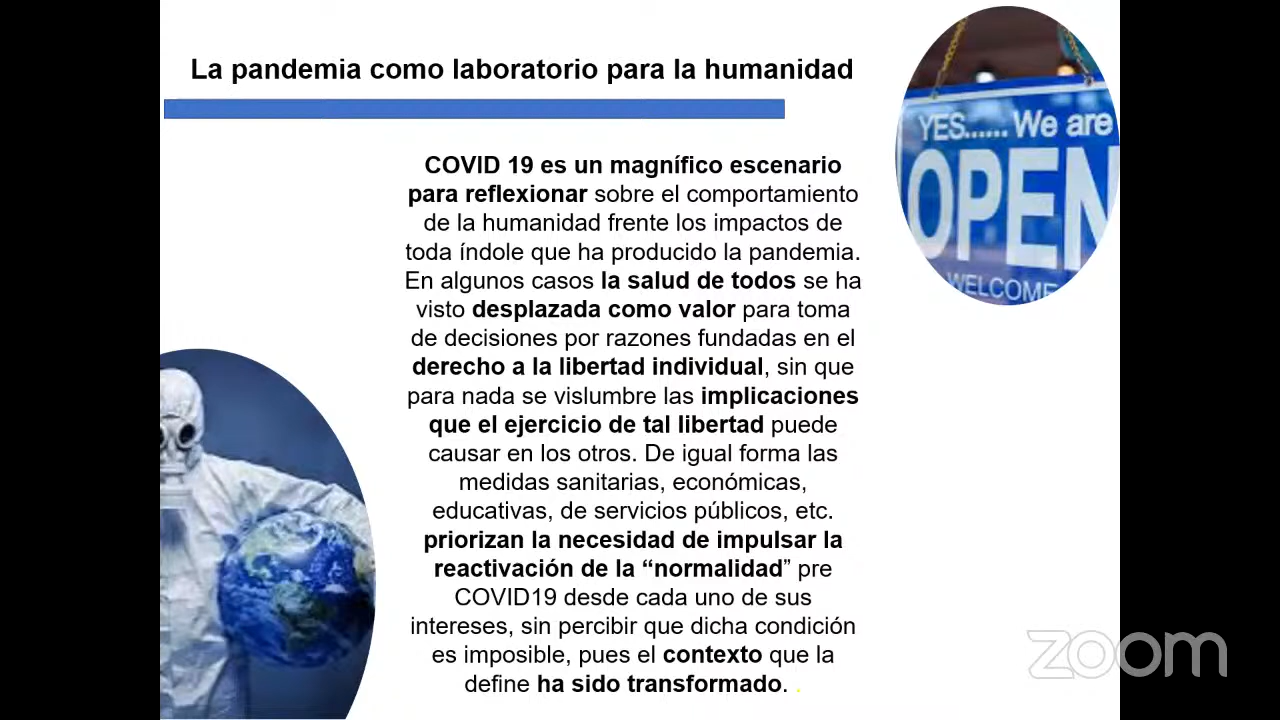 La pandemia como laboratorio para la humanidad
YES...... We are
OPEN
WELCOME
COVID 19 es un magnífico escenario
para reflexionar sobre el comportamiento
de la humanidad frente los impactos de
toda índole que ha producido la pandemia.
En algunos casos la salud de todos se ha
visto desplazada como valor para toma
de decisiones por razones fundadas en el
derecho a la libertad individual, sin que
para nada se vislumbre las implicaciones
que el ejercicio de tal libertad puede
causar en los otros. De igual forma las
medidas sanitarias, económicas,
educativas, de servicios públicos, etc.
priorizan la necesidad de impulsar la
reactivación de la “normalidad” pre
COVID19 desde cada uno de sus
intereses, sin percibir que dicha condición
es imposible, pues el contexto que la
define ha sido transformado. .
zoom